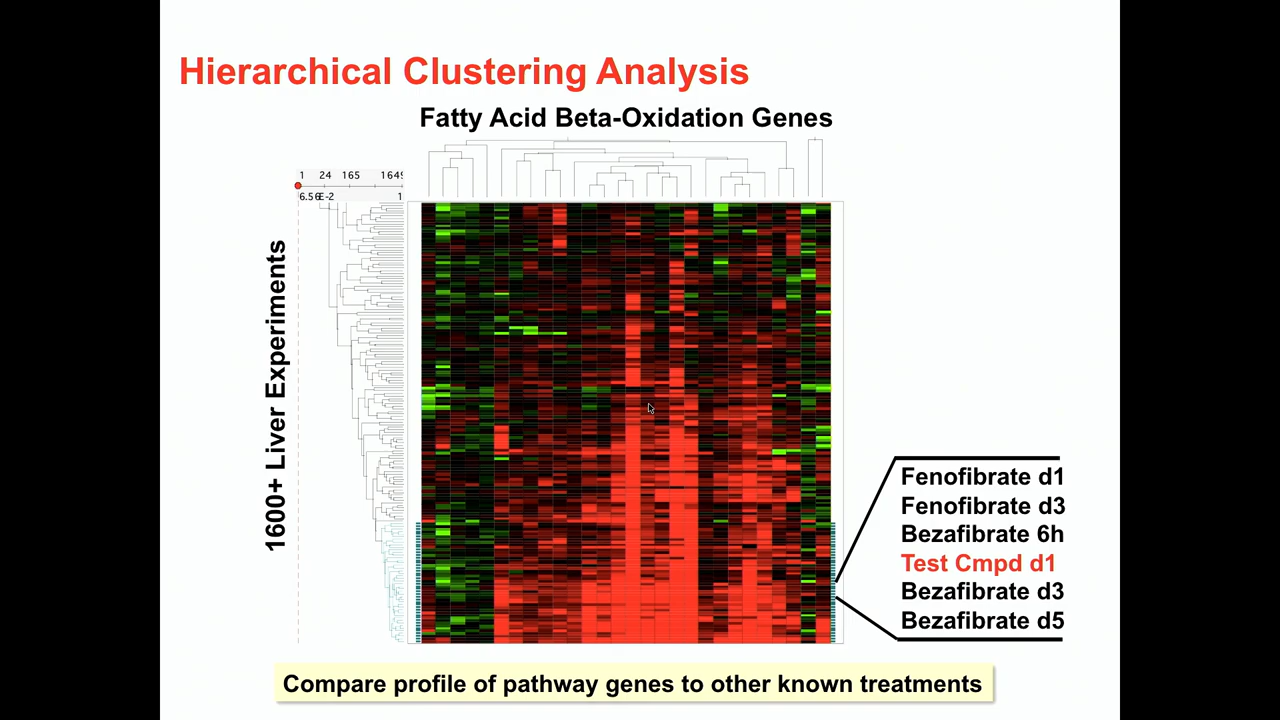 Hierarchical Clustering Analysis
Fatty Acid Beta-Oxidation Genes
1 24 165 1649
6.56E-2 1
1600+ Liver Experiments
Fenofibrate d1
Fenofibrate d3
Bezafibrate 6h
Test Cmpd d1
Bezafibrate d3
Bezafibrate d5
Compare profile of pathway genes to other known treatments